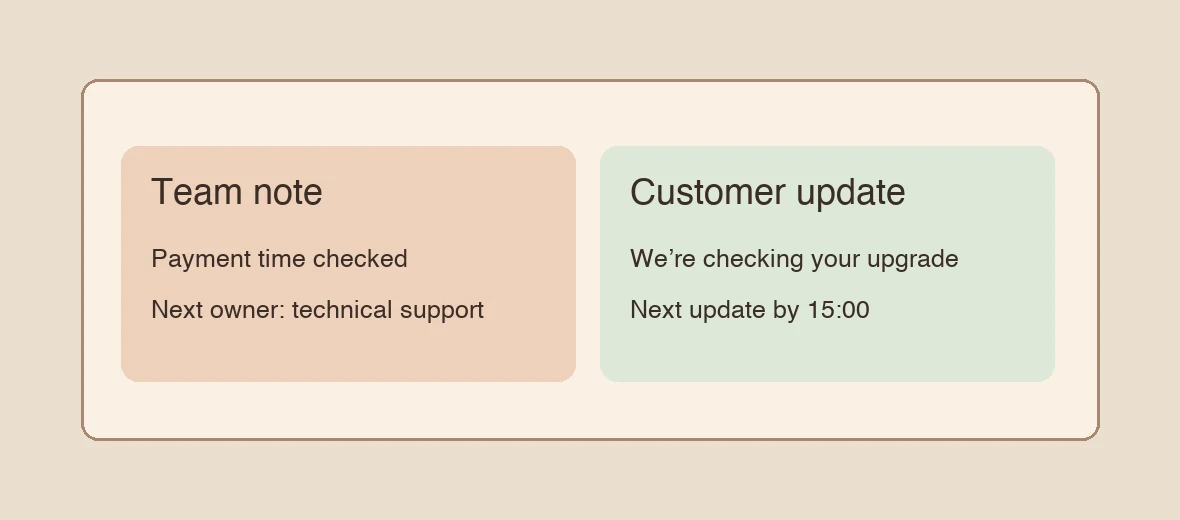 Team note
Payment time checked
Next owner: technical support
Customer update
We’re checking your upgrade
Next update by 15:00